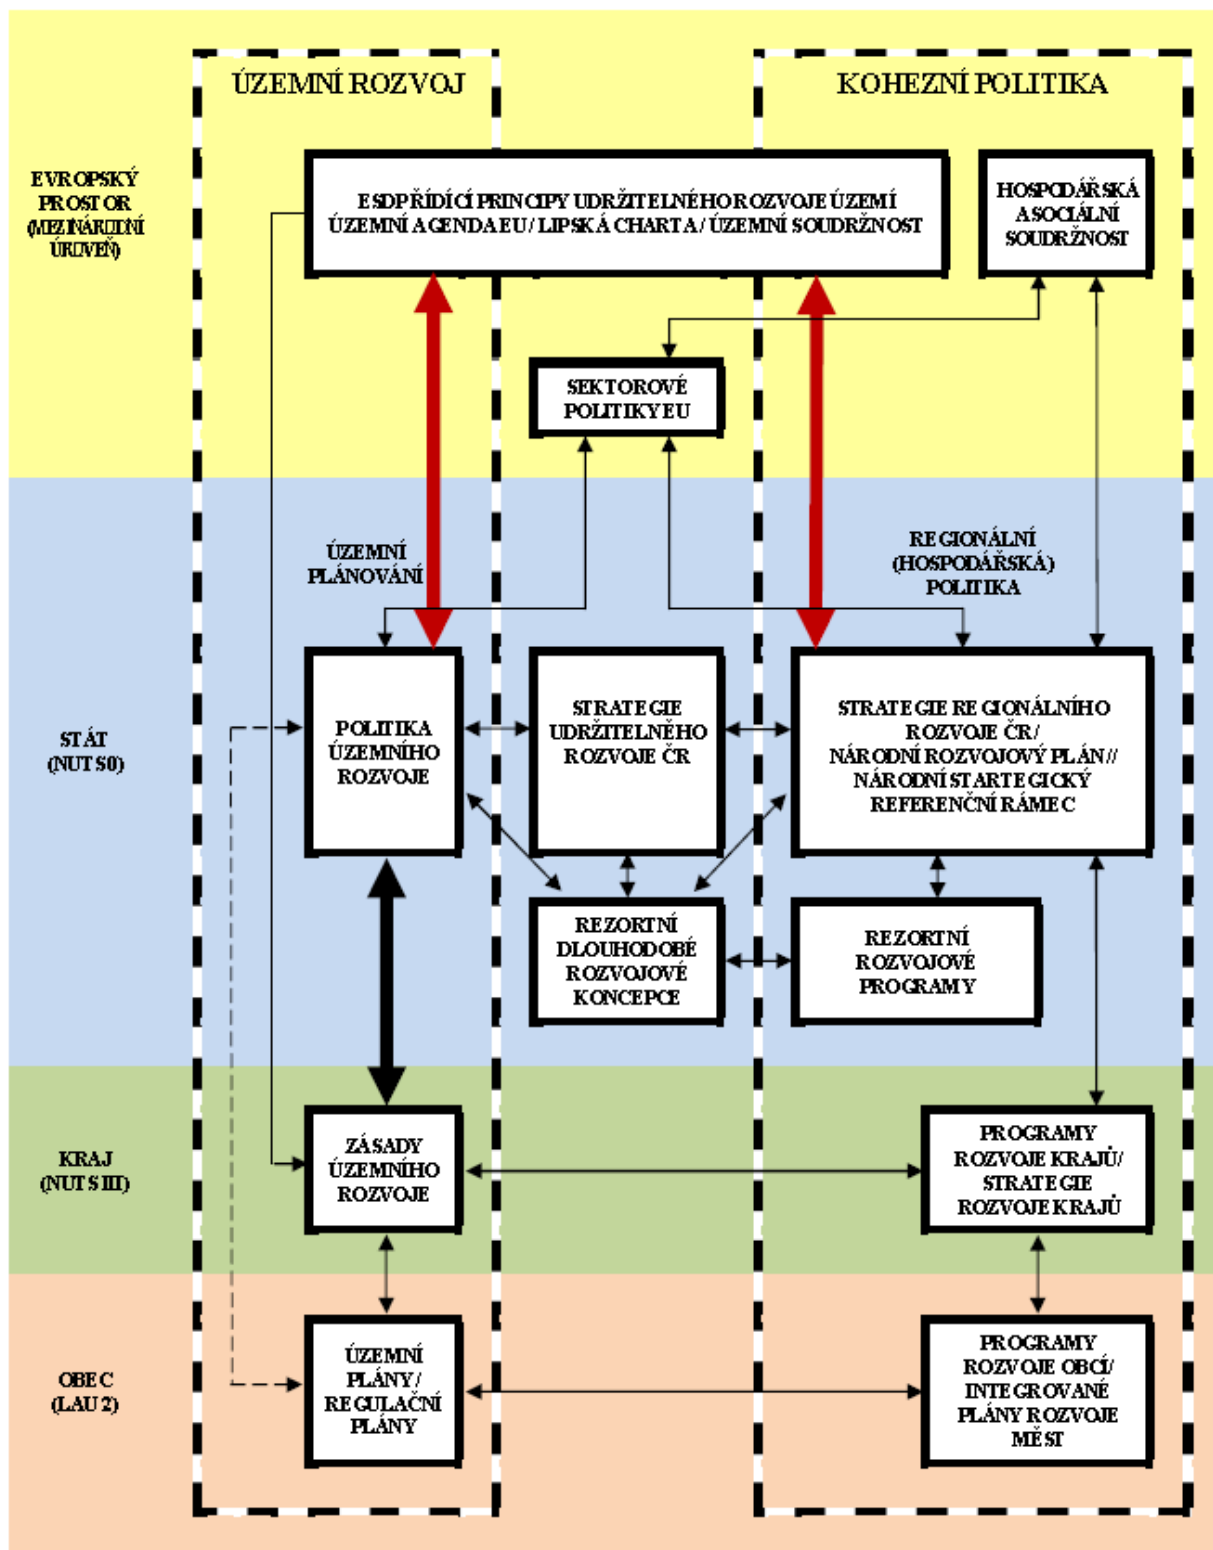 ÚZEMNÍ ROZVOJ
KOHEZNÍ POLITIKA
EVROPSKÝ
PROSTOR
(MEZINÁRODNÍ
ÚROVEŇ)
ESDPŘÍDÍCÍ PRINCIPY UDRŽITELNÉHO ROZVOJE ÚZEMÍ
ÚZEMNÍ AGENDA EU / LIPSKÁ CHARTA / ÚZEMNÍ SOUDRŽNOST
HOSPODÁŘSKÁ
A SOCIÁLNÍ
SOUDRŽNOST
SEKTOROVÉ
POLITIKY EU
ÚZEMNÍ
PLÁNOVÁNÍ
REGIONÁLNÍ
(HOSPODÁŘSKÁ)
POLITIKA
STÁT
(NUTS0)
POLITIKA
ÚZEMNÍHO
ROZVOJE
STRATEGIE
UDRŽITELNÉHO
ROZVOJE ČR
STRATEGIE REGIONÁLNÍHO
ROZVOJE ČR/
NÁRODNÍ ROZVOJOVÝ PLÁN//
NÁRODNÍ STARTEGICKÝ
REFERENČNÍ RÁMEC
REZORTNÍ
DLOUHODOBÉ
ROZVOJOVÉ
KONCEPCE
REZORTNÍ
ROZVOJOVÉ
PROGRAMY
KRAJ
(NUTS III)
ZÁSADY
ÚZEMNÍHO
ROZVOJE
PROGRAMY
ROZVOJE KRAJŮ/
STRATEGIE
ROZVOJE KRAJŮ
OBEC
(LAU 2)
ÚZEMNÍ
PLÁNY /
REGULAČNÍ
PLÁNY
PROGRAMY
ROZVOJE OBCÍ/
INTEGROVANÉ
PLÁNY ROZVOJE
MĚST